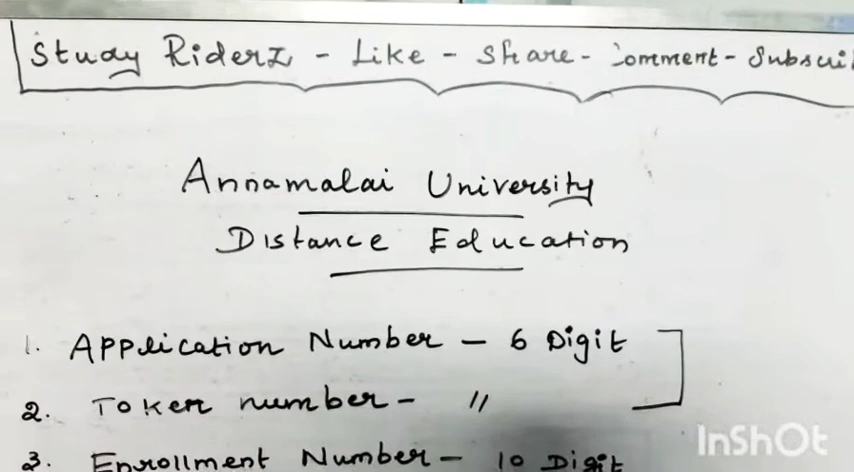 Study Riderz - Like - Share - Comment - Subscri
Annamalai University
Distance Education
1. Application Number - 6 Digit
2. Token number - "
3. Enrollment Number - 10 Digit
InShOt